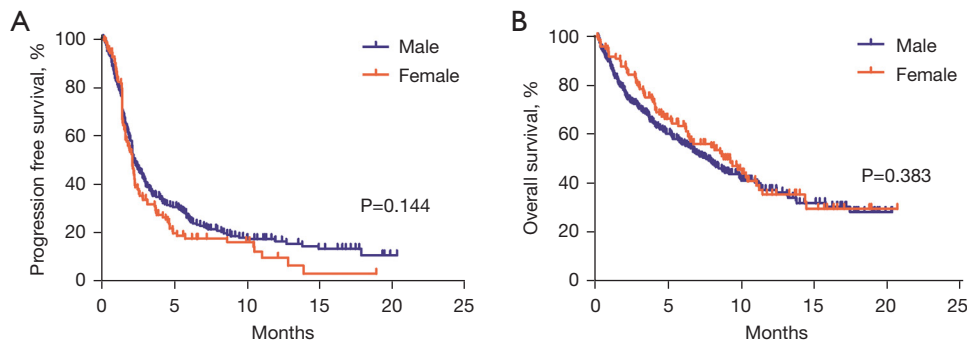 A
Progression free survival, %
100
80
60
40
20
0
Male
Female
P=0.144
0 5 10 15 20 25
Months
B
Overall survival, %
100
80
60
40
20
0
Male
Female
P=0.383
0 5 10 15 20 25
Months